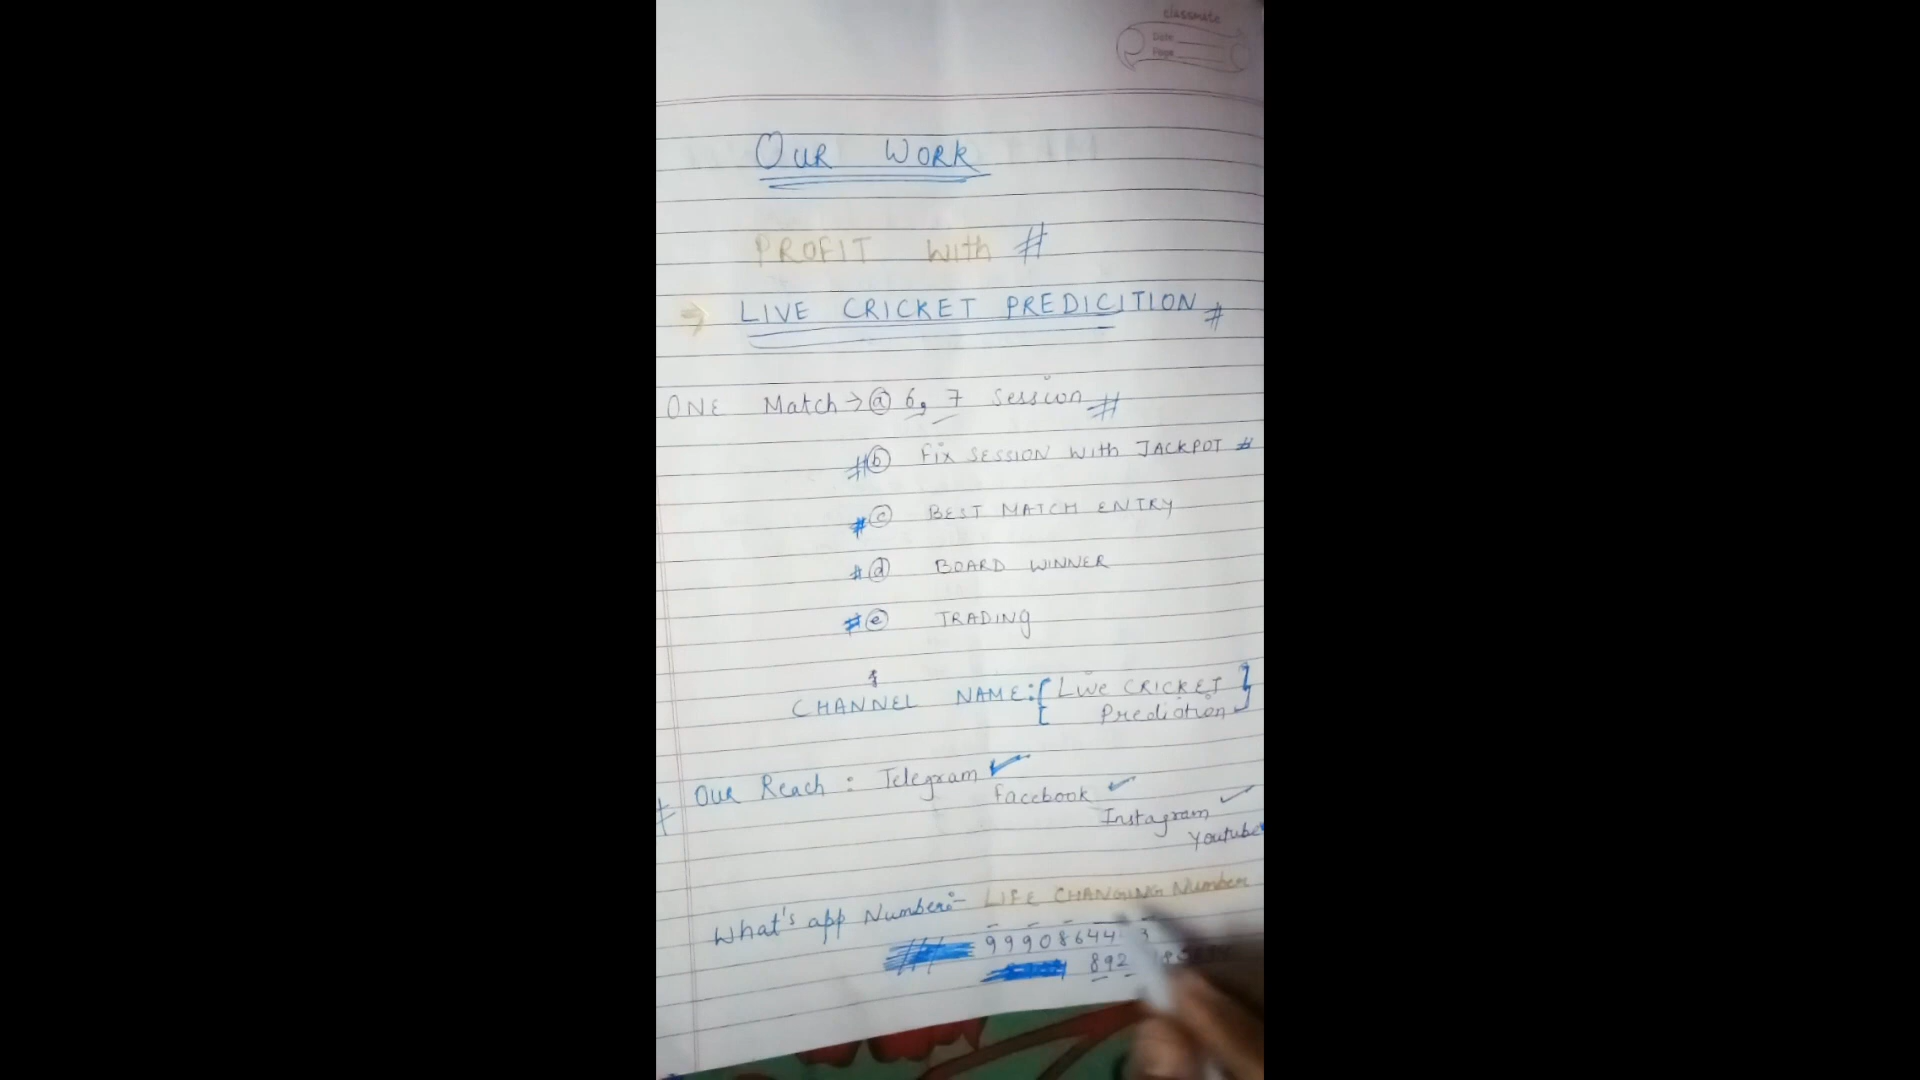 classmate
Date
Page
OUR WORK
PROFIT with #
→ LIVE CRICKET PREDICITION #
ONE Match → ⓐ 6, 7 Session #
# ⓑ Fix SESSION With JACKPOT #
# ⓒ BEST MATCH ENTRY
# ⓓ BOARD WINNER
# ⓔ TRADING
CHANNEL NAME: [ Live CRICKET ]
Prediction
# Our Reach : Telegram ✓
facebook ✓
Instagram ✓
Youtube
What's app Number:- LIFE CHANGING Number
99908644 3
892